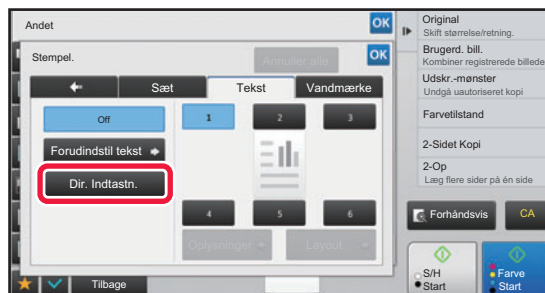 Andet
OK
Stempel.
Annuller alle
OK
Sæt
Tekst
Vandmærke
Off
Forudindstil tekst
Dir. Indtastn.
1
2
3
4
5
6
Oplysninger
Layout
Tilbage
Original
Skift størrelse/retning.
Brugerd. bill.
Kombiner registrerede billede
Udskr.-mønster
Undgå uautoriseret kopi
Farvetilstand
2-Sidet Kopi
2-Op
Læg flere sider på én side
Forhåndsvis
CA
S/H
Start
Farve
Start